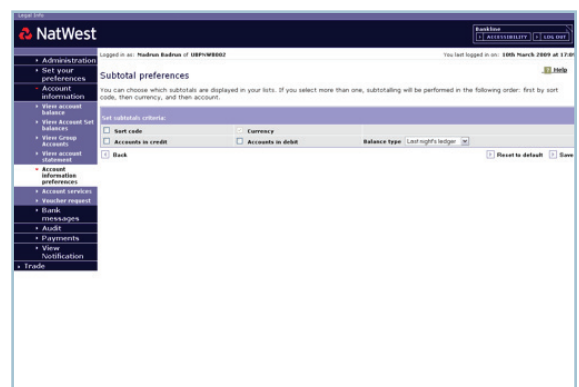 Legal Info
NatWest
Bankline
ACCESSIBILITY
LOG OUT
Logged in as: Nadrun Badrun of UBP%WBB02
You last logged in on: 10th March 2009 at 17:05
Administration
Set your
preferences
Account
information
View account
balance
View Account Set
balances
View Group
Accounts
View account
statement
Account
information
preferences
Account services
Voucher request
Bank
messages
Audit
Payments
View
Notification
Trade
Help
Subtotal preferences
You can choose which subtotals are displayed in your lists. If you select more than one, subtotalling will be performed in the following order: first by sort
code, then currency, and then account.
Set subtotals criteria:
Sort code
Currency
Accounts in credit
Accounts in debit
Balance type
Last night's ledger
Back
Reset to default
Save